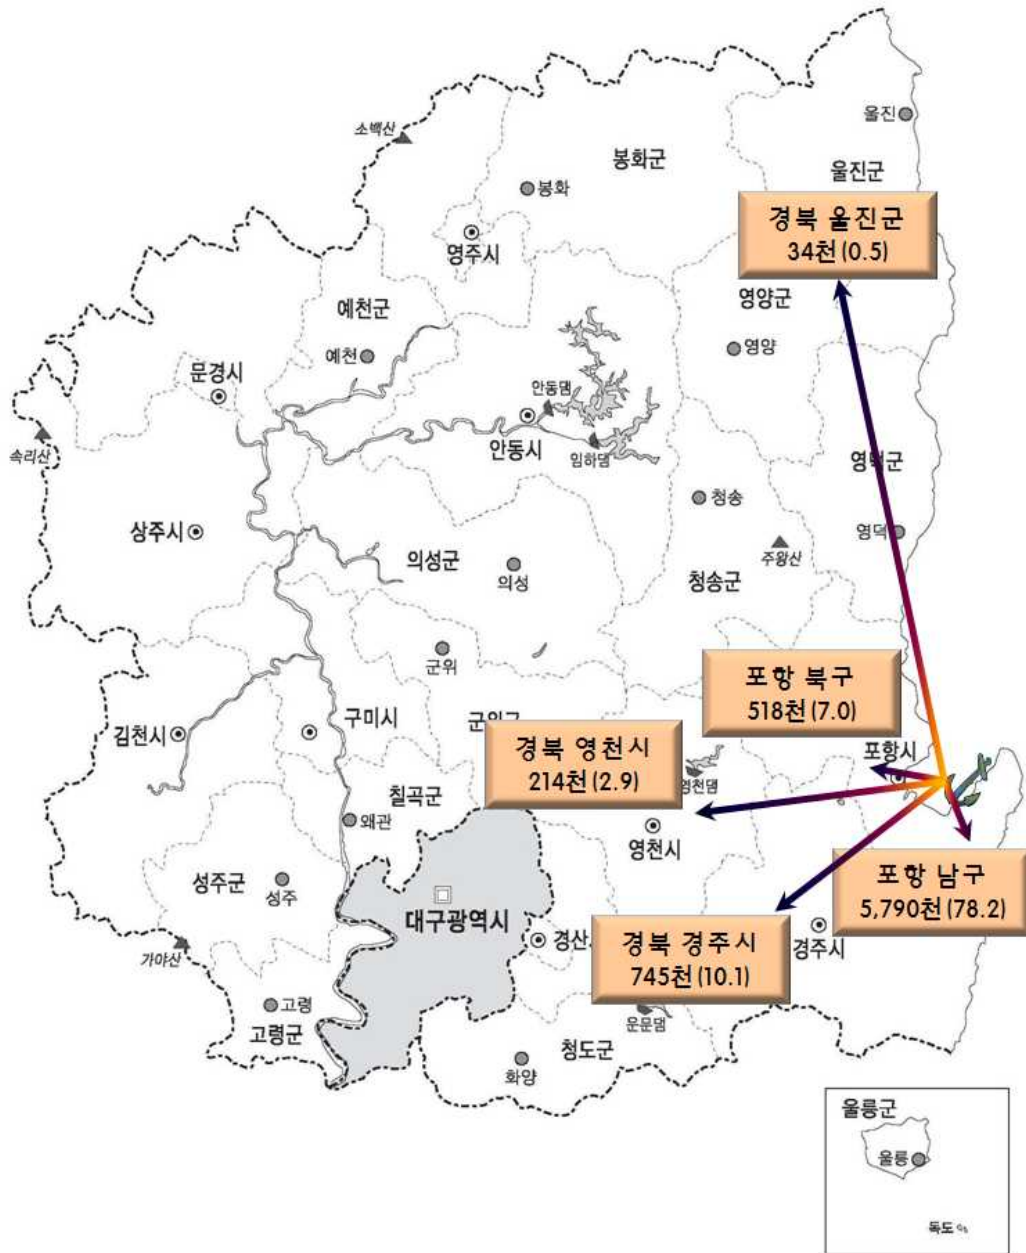 울진
소백산
봉화군
울진군
봉화
경북 울진군
34천(0.5)
영주시
영양군
예천군
영양
예천
문경시
안동댐
안동시
임하댐
속리산
영덕군
청송
상주시
영덕
주왕산
의성군
의성
청송군
군위
포항 북구
518천(7.0)
구미시
군위군
김천시
경북 영천시
214천(2.9)
포항시
영천댐
칠곡군
왜관
영천시
성주군
성주
포항 남구
5,790천(78.2)
대구광역시
경산
경북 경주시
745천(10.1)
경주시
가야산
고령
운문댐
고령군
청도군
화양
울릉군
울릉
독도